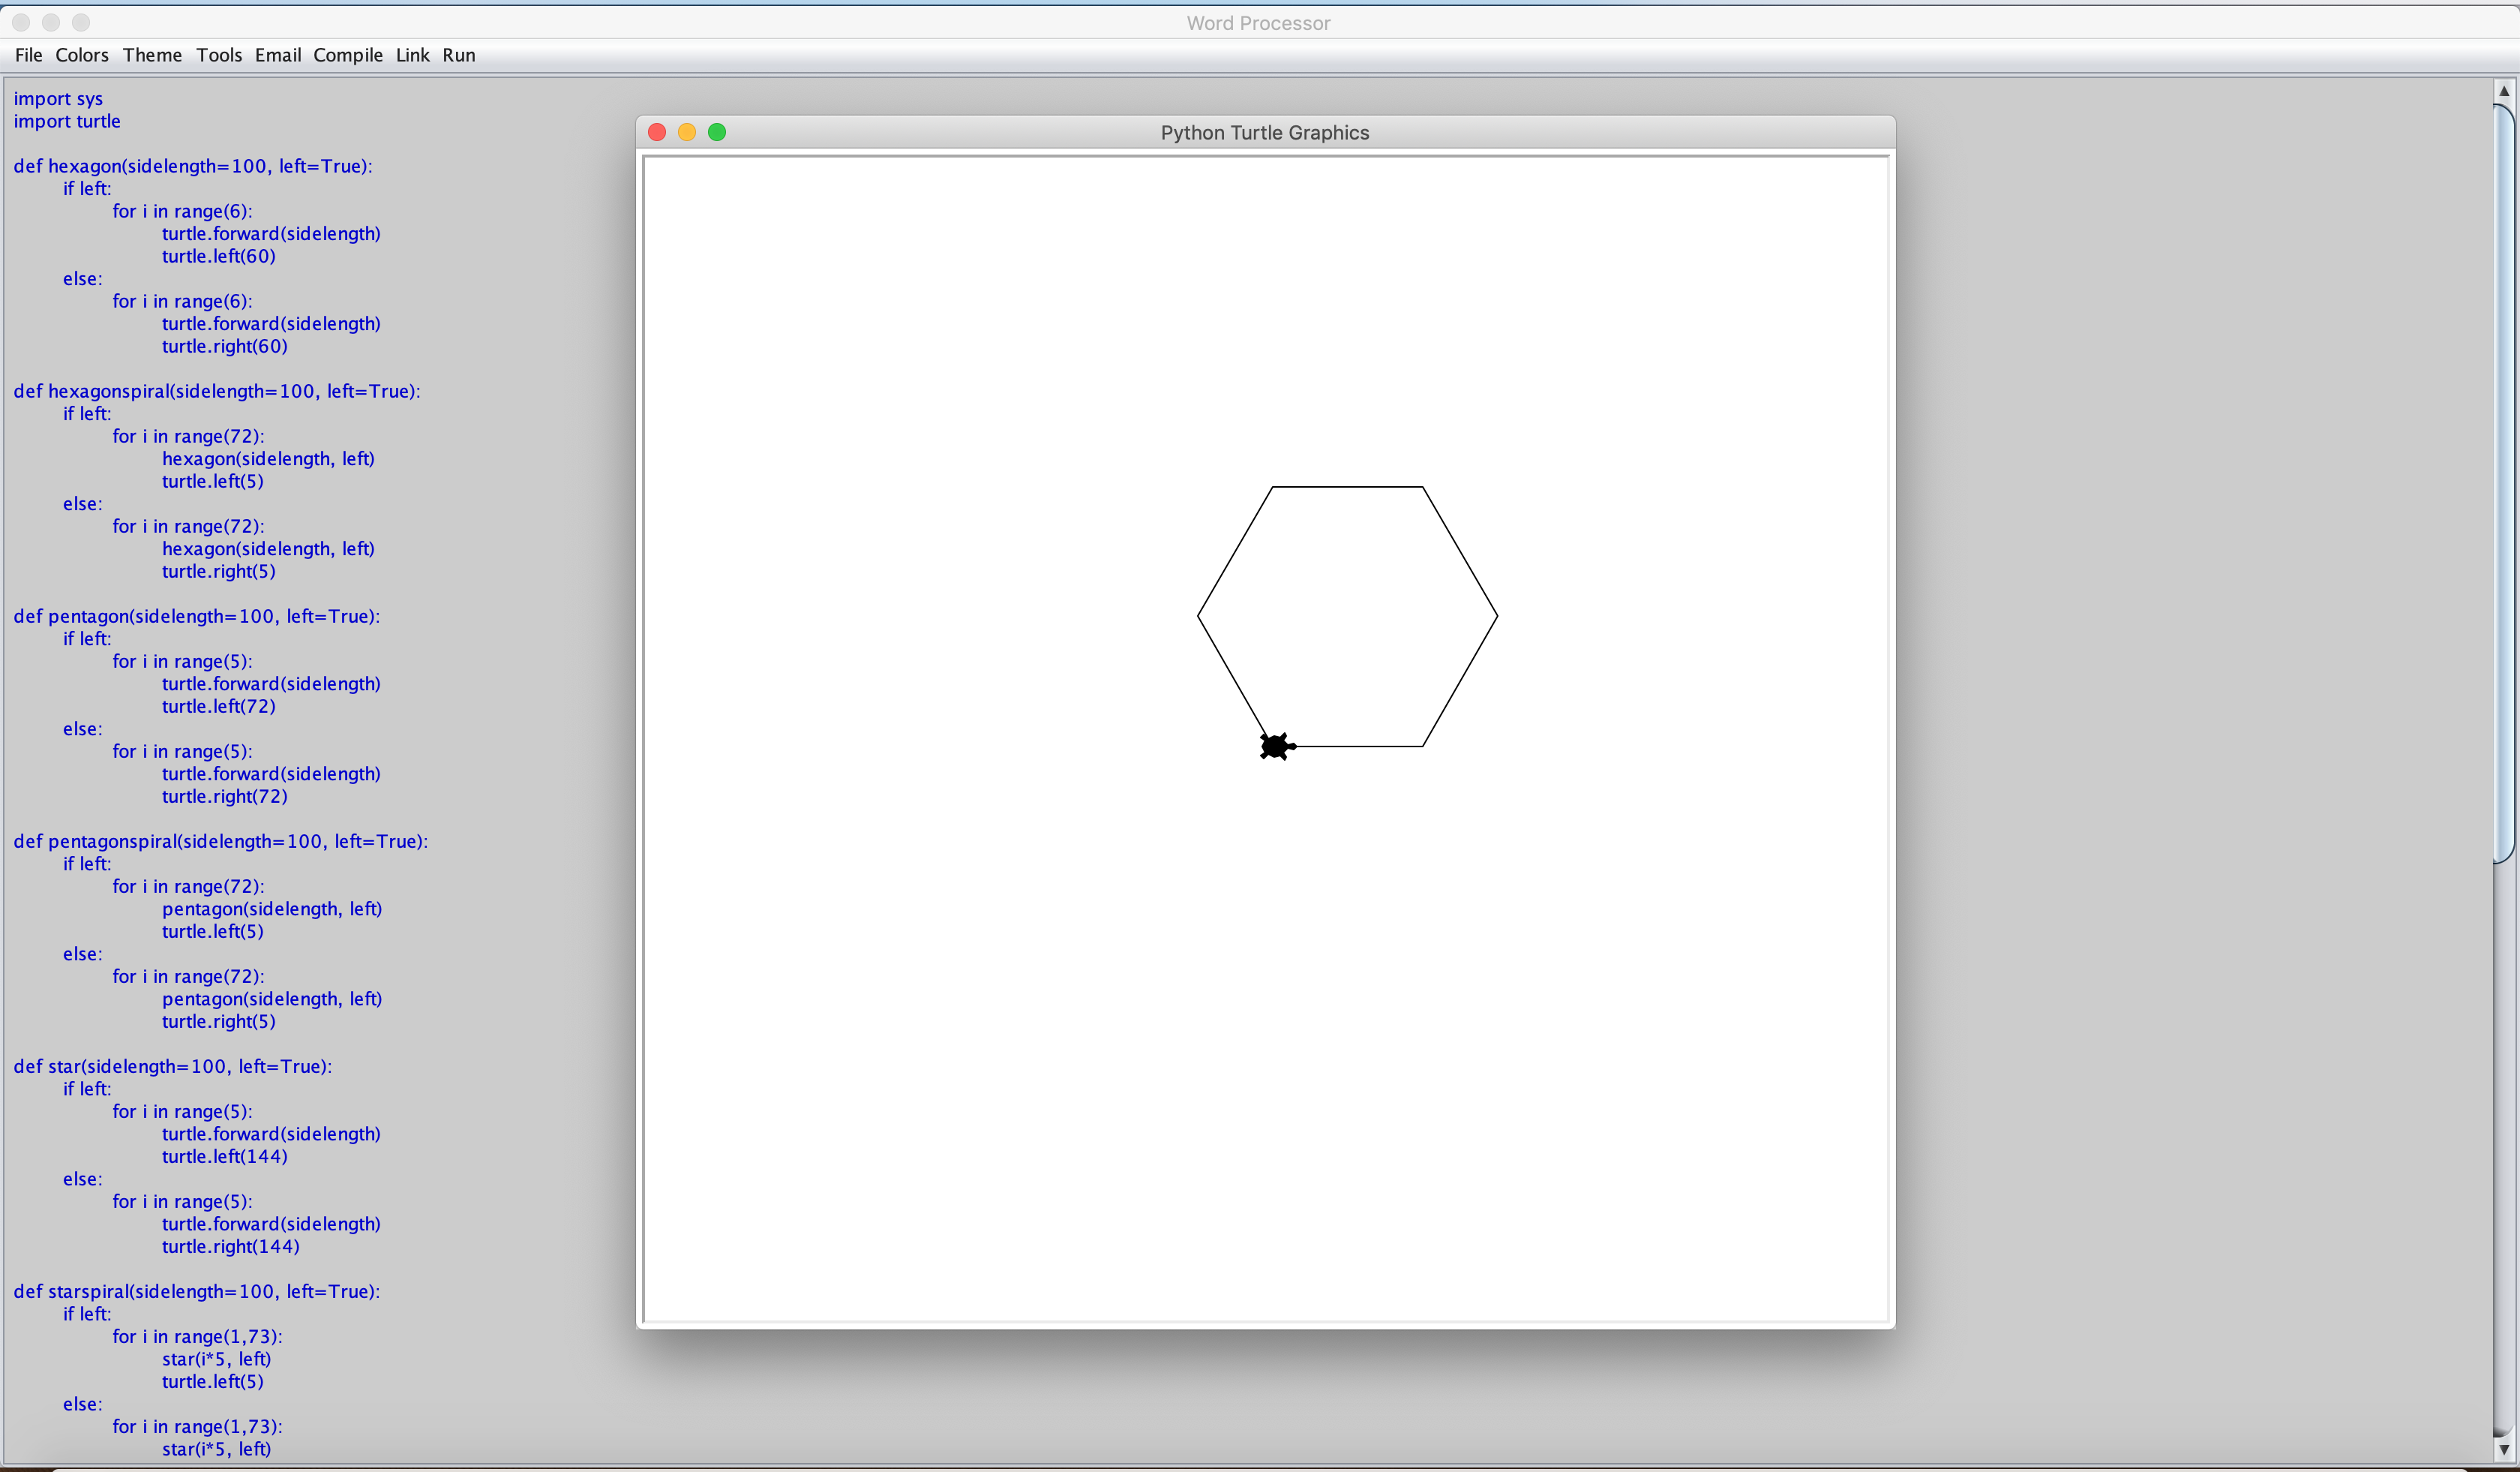 Word Processor
File Colors Theme Tools Email Compile Link Run
import sys
import turtle
def hexagon(sidelength=100, left=True):
if left:
for i in range(6):
turtle.forward(sidelength)
turtle.left(60)
else:
for i in range(6):
turtle.forward(sidelength)
turtle.right(60)
def hexagonspiral(sidelength=100, left=True):
if left:
for i in range(72):
hexagon(sidelength, left)
turtle.left(5)
else:
for i in range(72):
hexagon(sidelength, left)
turtle.right(5)
def pentagon(sidelength=100, left=True):
if left:
for i in range(5):
turtle.forward(sidelength)
turtle.left(72)
else:
for i in range(5):
turtle.forward(sidelength)
turtle.right(72)
def pentagonspiral(sidelength=100, left=True):
if left:
for i in range(72):
pentagon(sidelength, left)
turtle.left(5)
else:
for i in range(72):
pentagon(sidelength, left)
turtle.right(5)
def star(sidelength=100, left=True):
if left:
for i in range(5):
turtle.forward(sidelength)
turtle.left(144)
else:
for i in range(5):
turtle.forward(sidelength)
turtle.right(144)
def starspiral(sidelength=100, left=True):
if left:
for i in range(1,73):
star(i*5, left)
turtle.left(5)
else:
for i in range(1,73):
star(i*5, left)
Python Turtle Graphics